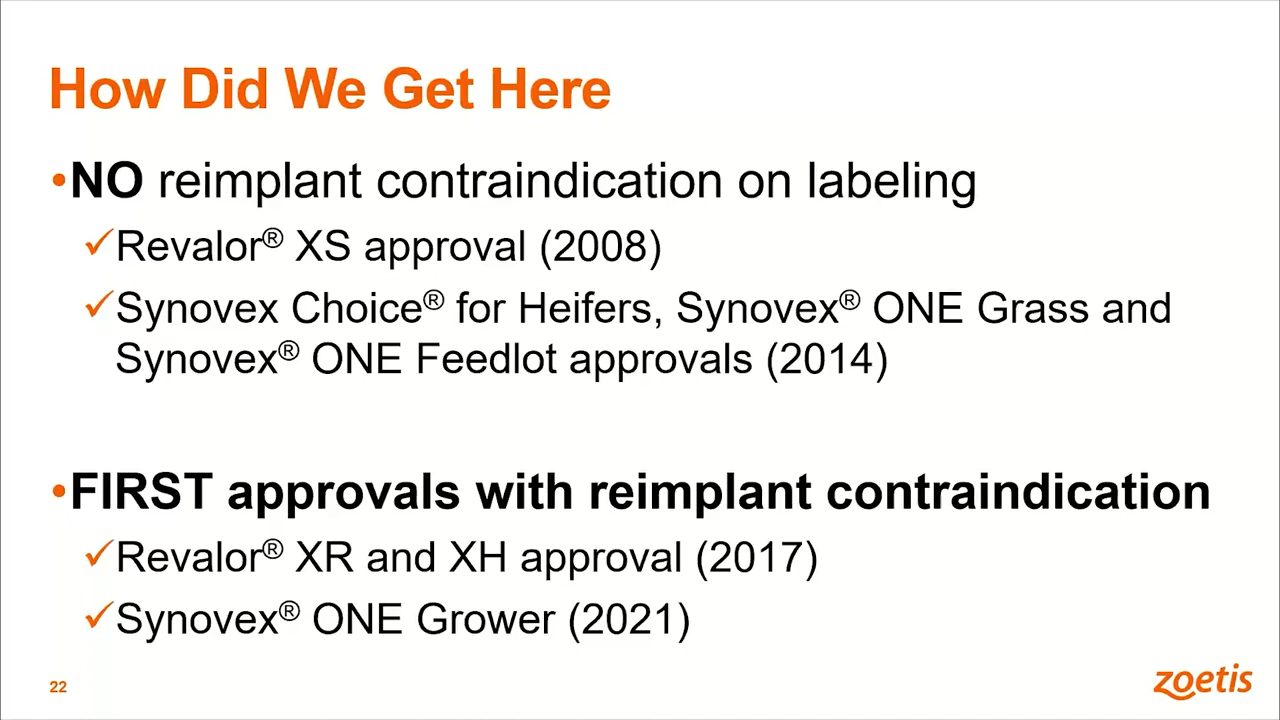 How Did We Get Here
•NO reimplant contraindication on labeling
✓Revalor® XS approval (2008)
✓Synovex Choice® for Heifers, Synovex® ONE Grass and
Synovex® ONE Feedlot approvals (2014)
•FIRST approvals with reimplant contraindication
✓Revalor® XR and XH approval (2017)
✓Synovex® ONE Grower (2021)
22
zoetis